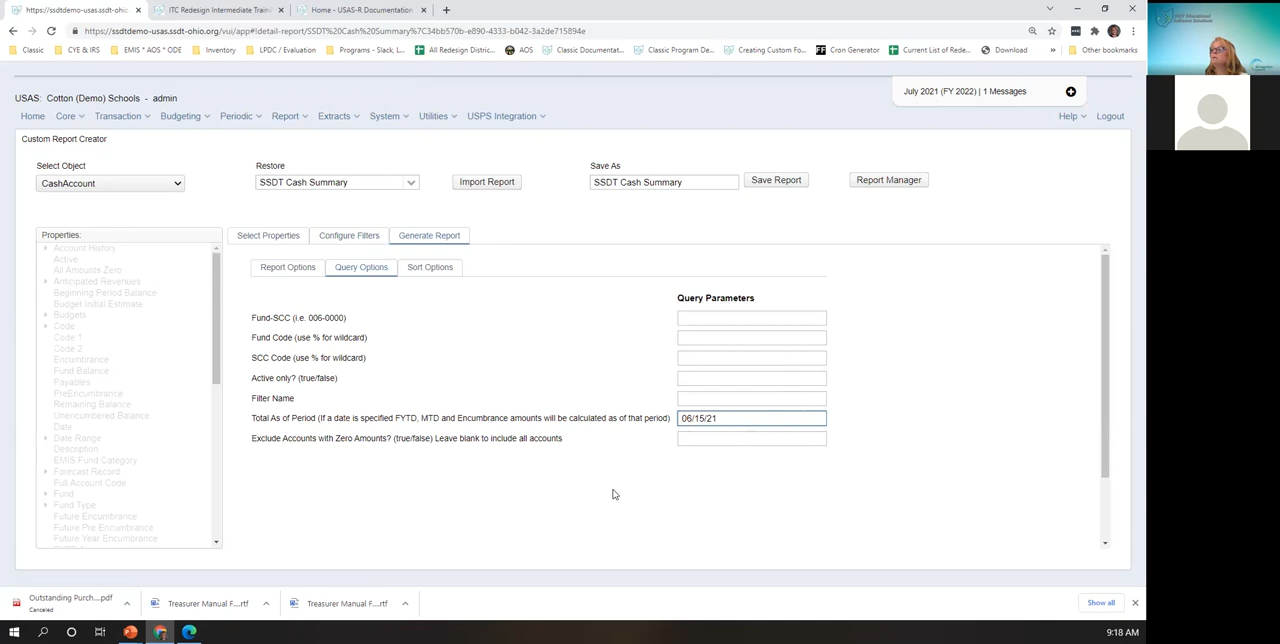 https://ssdtdemo-usas.ssdt-ohio.org
ITC Redesign Intermediate Traini
Home - USAS-R Documentation
https://ssdtdemo-usas.ssdt-ohio.org/vui/app#!detail-report/SSDT%20Cash%20Summary%7C34bb570b-e890-4333-b042-3a2de715894e
Classic
CYE & IRS
EMIS * AOS * ODE
Inventory
LPDC / Evaluation
Programs - Slack, L...
All Redesign Distric...
Classic Documentat...
Classic Program De...
Creating Custom Fo...
Cron Generator
Current List of Rede...
AOS
Download
»
Other bookmarks
USAS: Cotton (Demo) Schools - admin
July 2021 (FY 2022) | 1 Messages
Home Core Transaction Budgeting Periodic Report Extracts System Utilities USPS Integration Help Logout
Custom Report Creator
Select Object
Restore
Save As
CashAccount
SSDT Cash Summary
Import Report
SSDT Cash Summary
Save Report
Report Manager
Properties:
Select Properties
Configure Filters
Generate Report
Account History
Active
All Amounts Zero
Anticipated Revenues
Beginning Period Balance
Budget Initial Estimate
Budgets
Code
Code 1
Code 2
Encumbrance
Fund Balance
Payables
PreEncumbrance
Remaining Balance
Unencumbered Balance
Date
Date Range
Description
EMIS Fund Category
Forecast Record
Full Account Code
Fund
Fund Type
Future Encumbrance
Future Pre Encumbrance
Future Year Encumbrance
Report Options
Query Options
Sort Options
Query Parameters
Fund-SCC (i.e. 006-0000)
Fund Code (use % for wildcard)
SCC Code (use % for wildcard)
Active only? (true/false)
Filter Name
Total As of Period (If a date is specified FYTD, MTD and Encumbrance amounts will be calculated as of that period)
06/15/21
Exclude Accounts with Zero Amounts? (true/false) Leave blank to include all accounts
Outstanding Purch....pdf
Canceled
Treasurer Manual F....rtf
Treasurer Manual F....rtf
Show all
9:18 AM